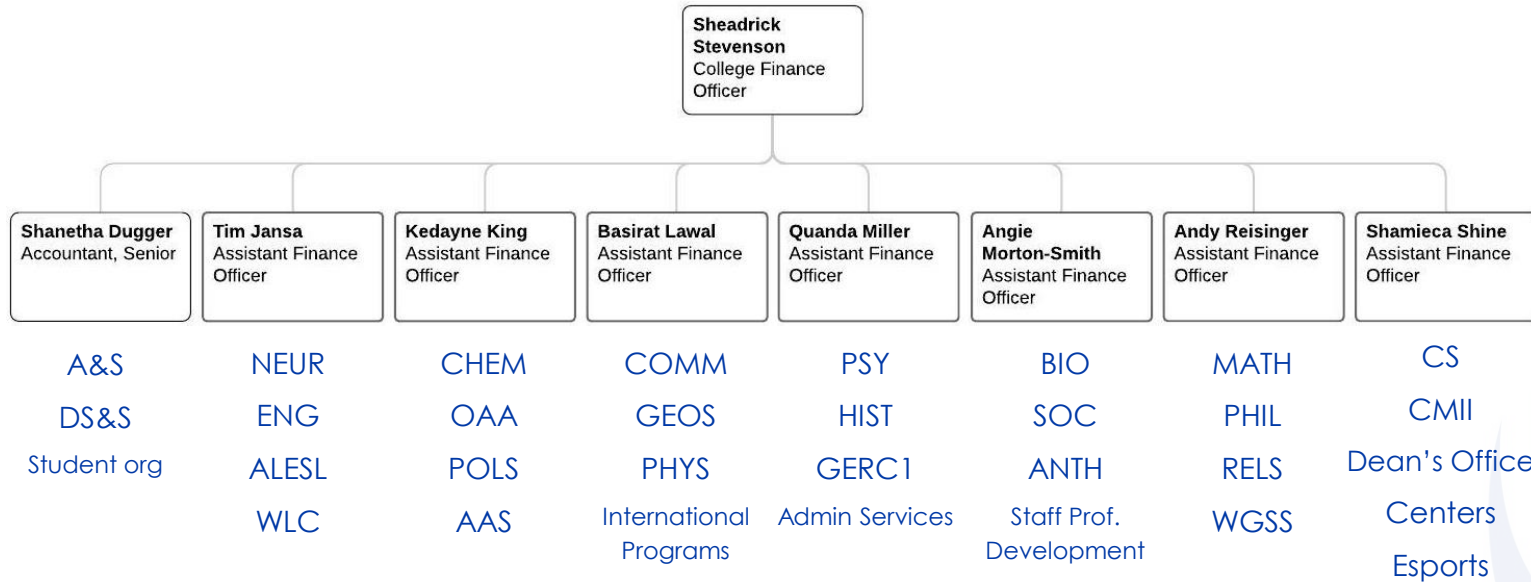 Sheadrick
Stevenson
College Finance
Officer
Shanetha Dugger
Accountant, Senior
Tim Jansa
Assistant Finance
Officer
Kedayne King
Assistant Finance
Officer
Basirat Lawal
Assistant Finance
Officer
Quanda Miller
Assistant Finance
Officer
Angie
Morton-Smith
Assistant Finance
Officer
Andy Reisinger
Assistant Finance
Officer
Shamieca Shine
Assistant Finance
Officer
A&S
DS&S
Student org
NEUR
ENG
ALESL
WLC
CHEM
OAA
POLS
AAS
COMM
GEOS
PHYS
International
Programs
PSY
HIST
GERC1
Admin Services
BIO
SOC
ANTH
Staff Prof.
Development
MATH
PHIL
RELS
WGSS
CS
CMII
Dean's Office
Centers
Esports